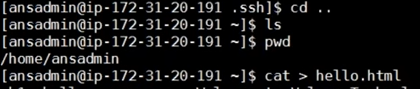 [ansadmin@ip-172-31-20-191 .ssh]$ cd ..
[ansadmin@ip-172-31-20-191 ~]$ ls
[ansadmin@ip-172-31-20-191 ~]$ pwd
/home/ansadmin
[ansadmin@ip-172-31-20-191 ~]$ cat > hello.html